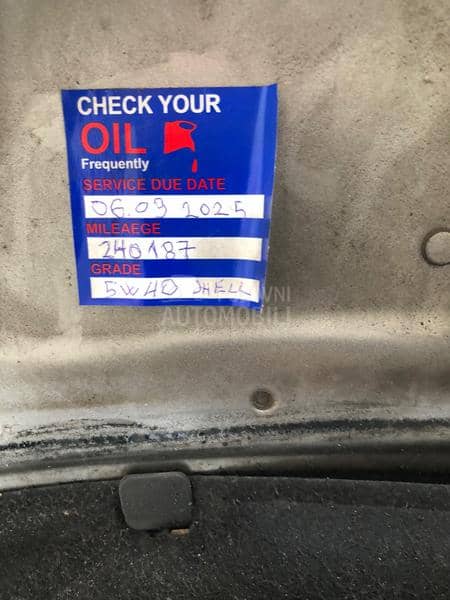 CHECK YOUR
OIL
Frequently
SERVICE DUE DATE
06.09 2025
MILEAEGE
240187
GRADE
5W40 SHELL
AUTOMOBILI